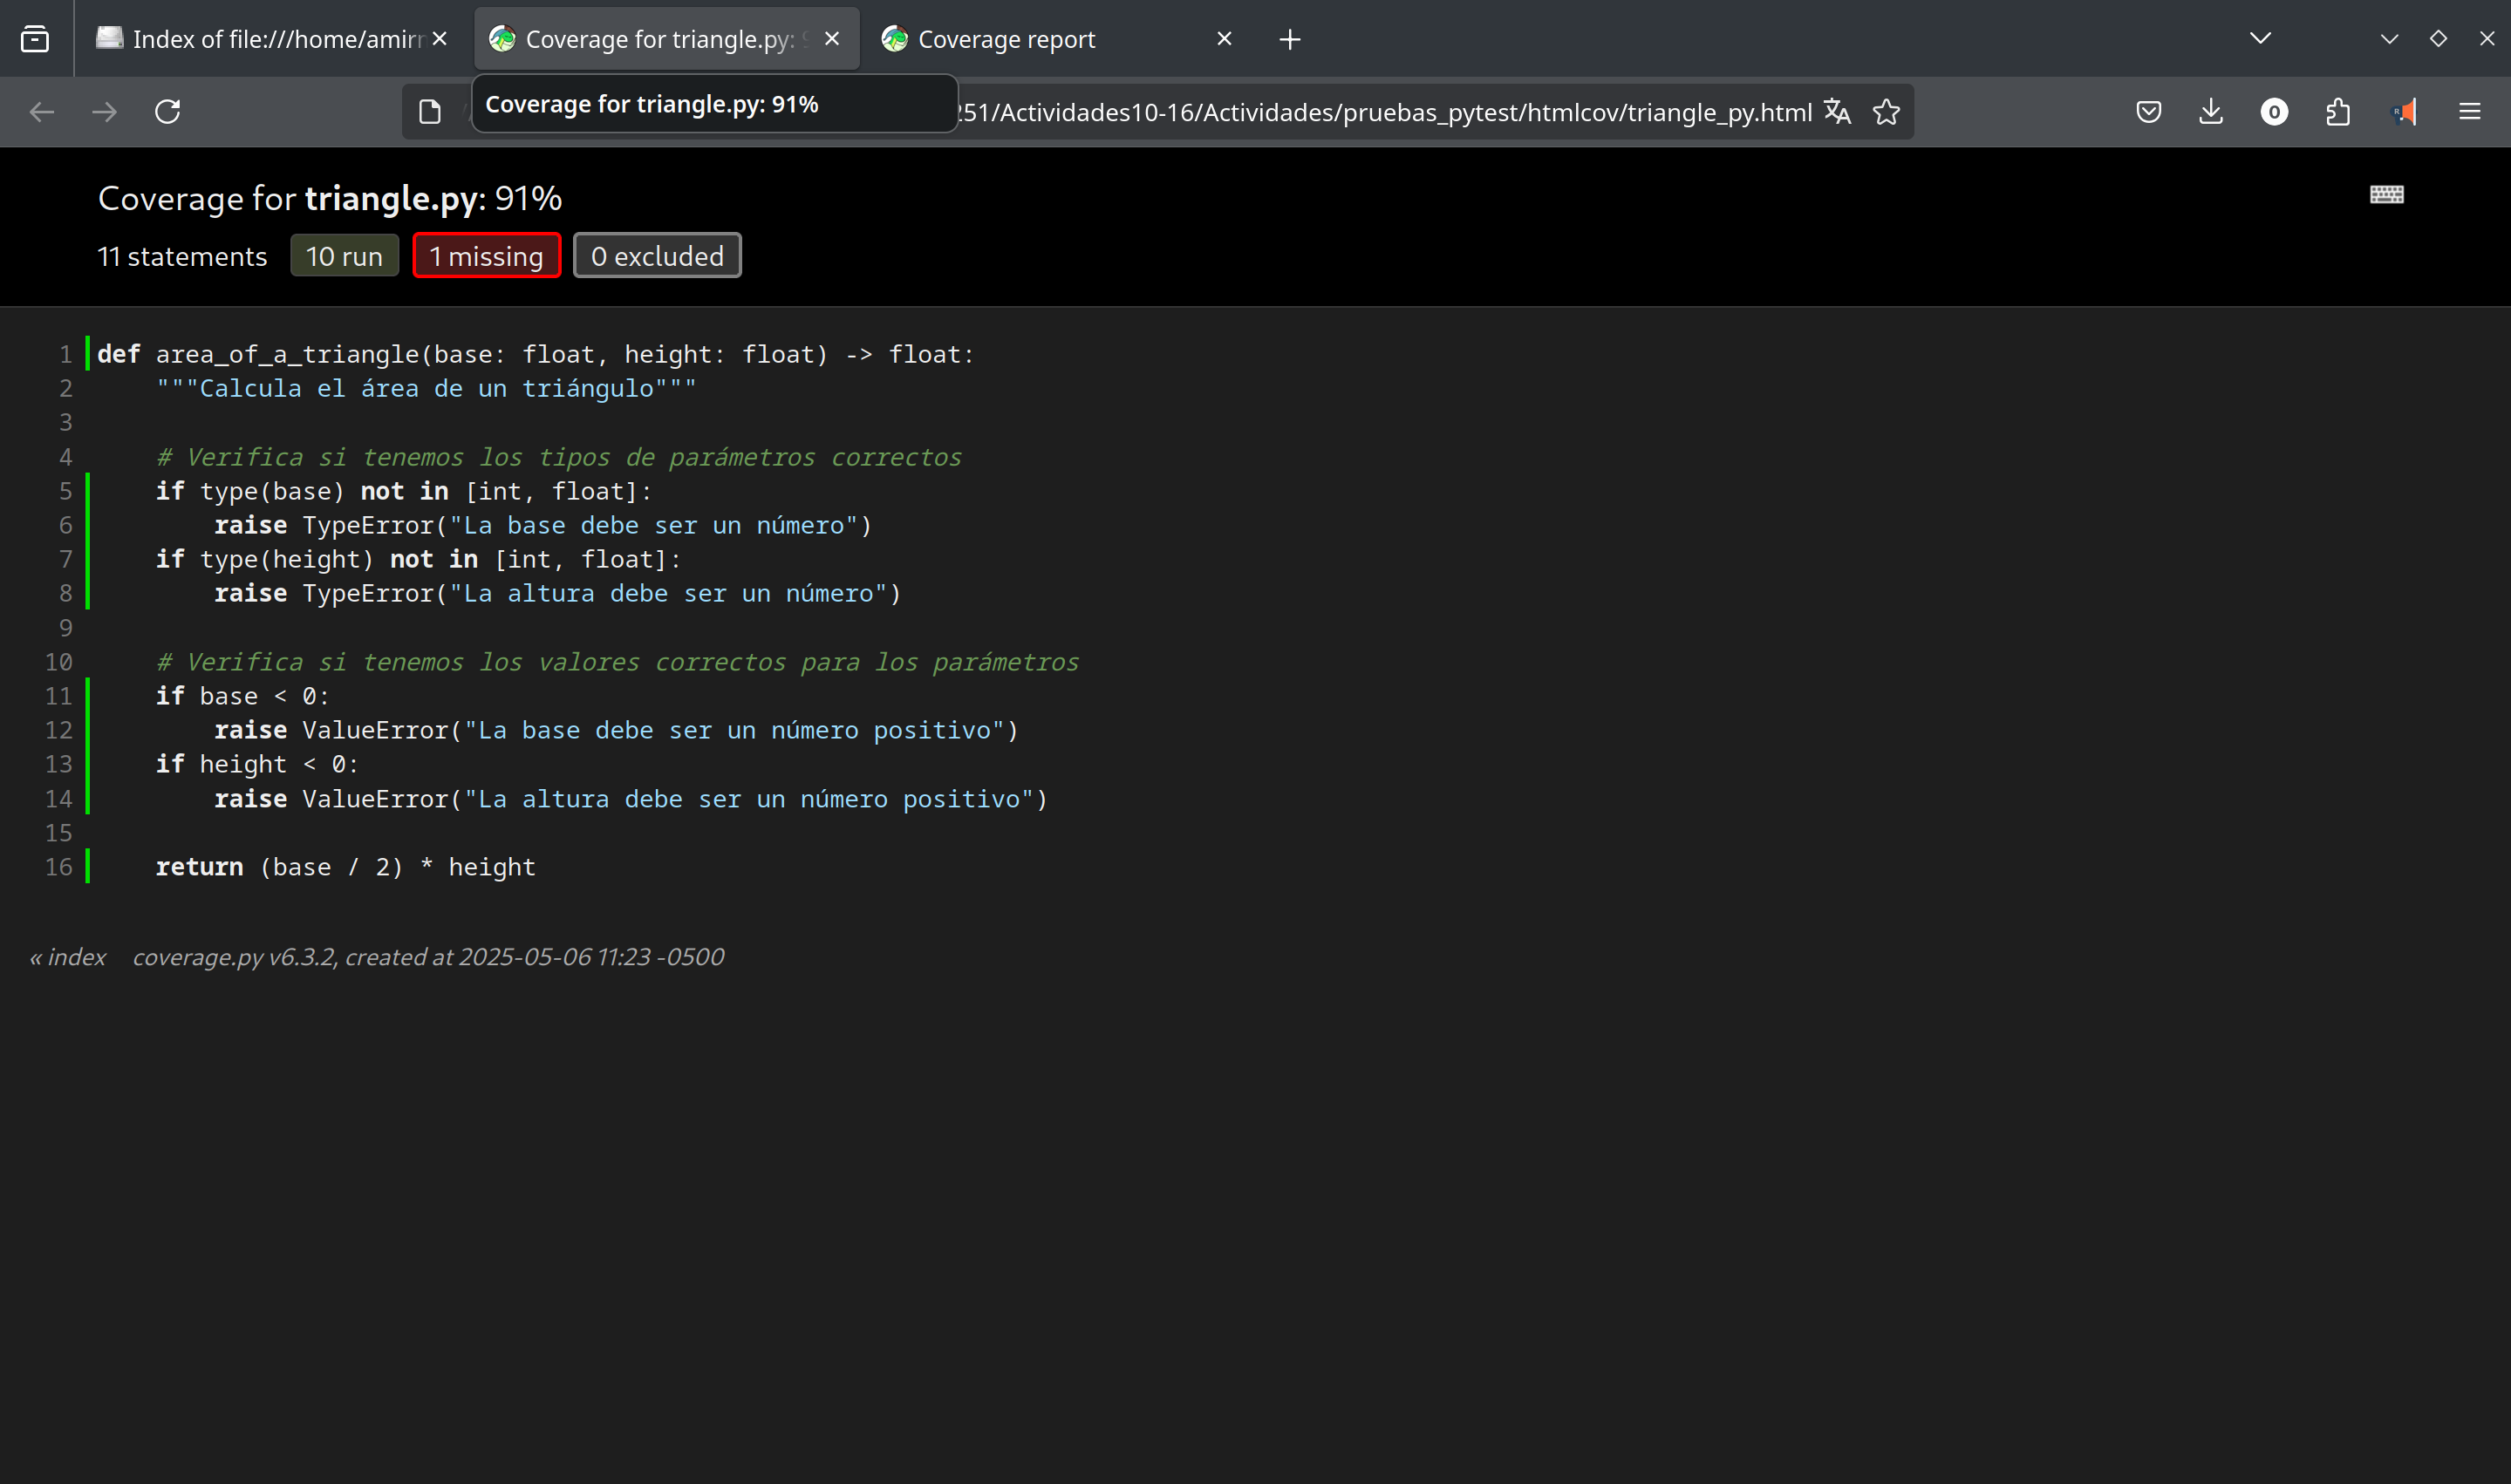 Index of file:///home/amirr
Coverage for triangle.py:
Coverage report
Coverage for triangle.py: 91%
251/Actividades10-16/Actividades/pruebas_pytest/htmlcov/triangle_py.html
Coverage for triangle.py: 91%
11 statements 10 run 1 missing 0 excluded
1 def area_of_a_triangle(base: float, height: float) -> float:
2 """Calcula el área de un triángulo"""
3
4 # Verifica si tenemos los tipos de parámetros correctos
5 if type(base) not in [int, float]:
6 raise TypeError("La base debe ser un número")
7 if type(height) not in [int, float]:
8 raise TypeError("La altura debe ser un número")
9
10 # Verifica si tenemos los valores correctos para los parámetros
11 if base < 0:
12 raise ValueError("La base debe ser un número positivo")
13 if height < 0:
14 raise ValueError("La altura debe ser un número positivo")
15
16 return (base / 2) * height
« index coverage.py v6.3.2, created at 2025-05-06 11:23 -0500